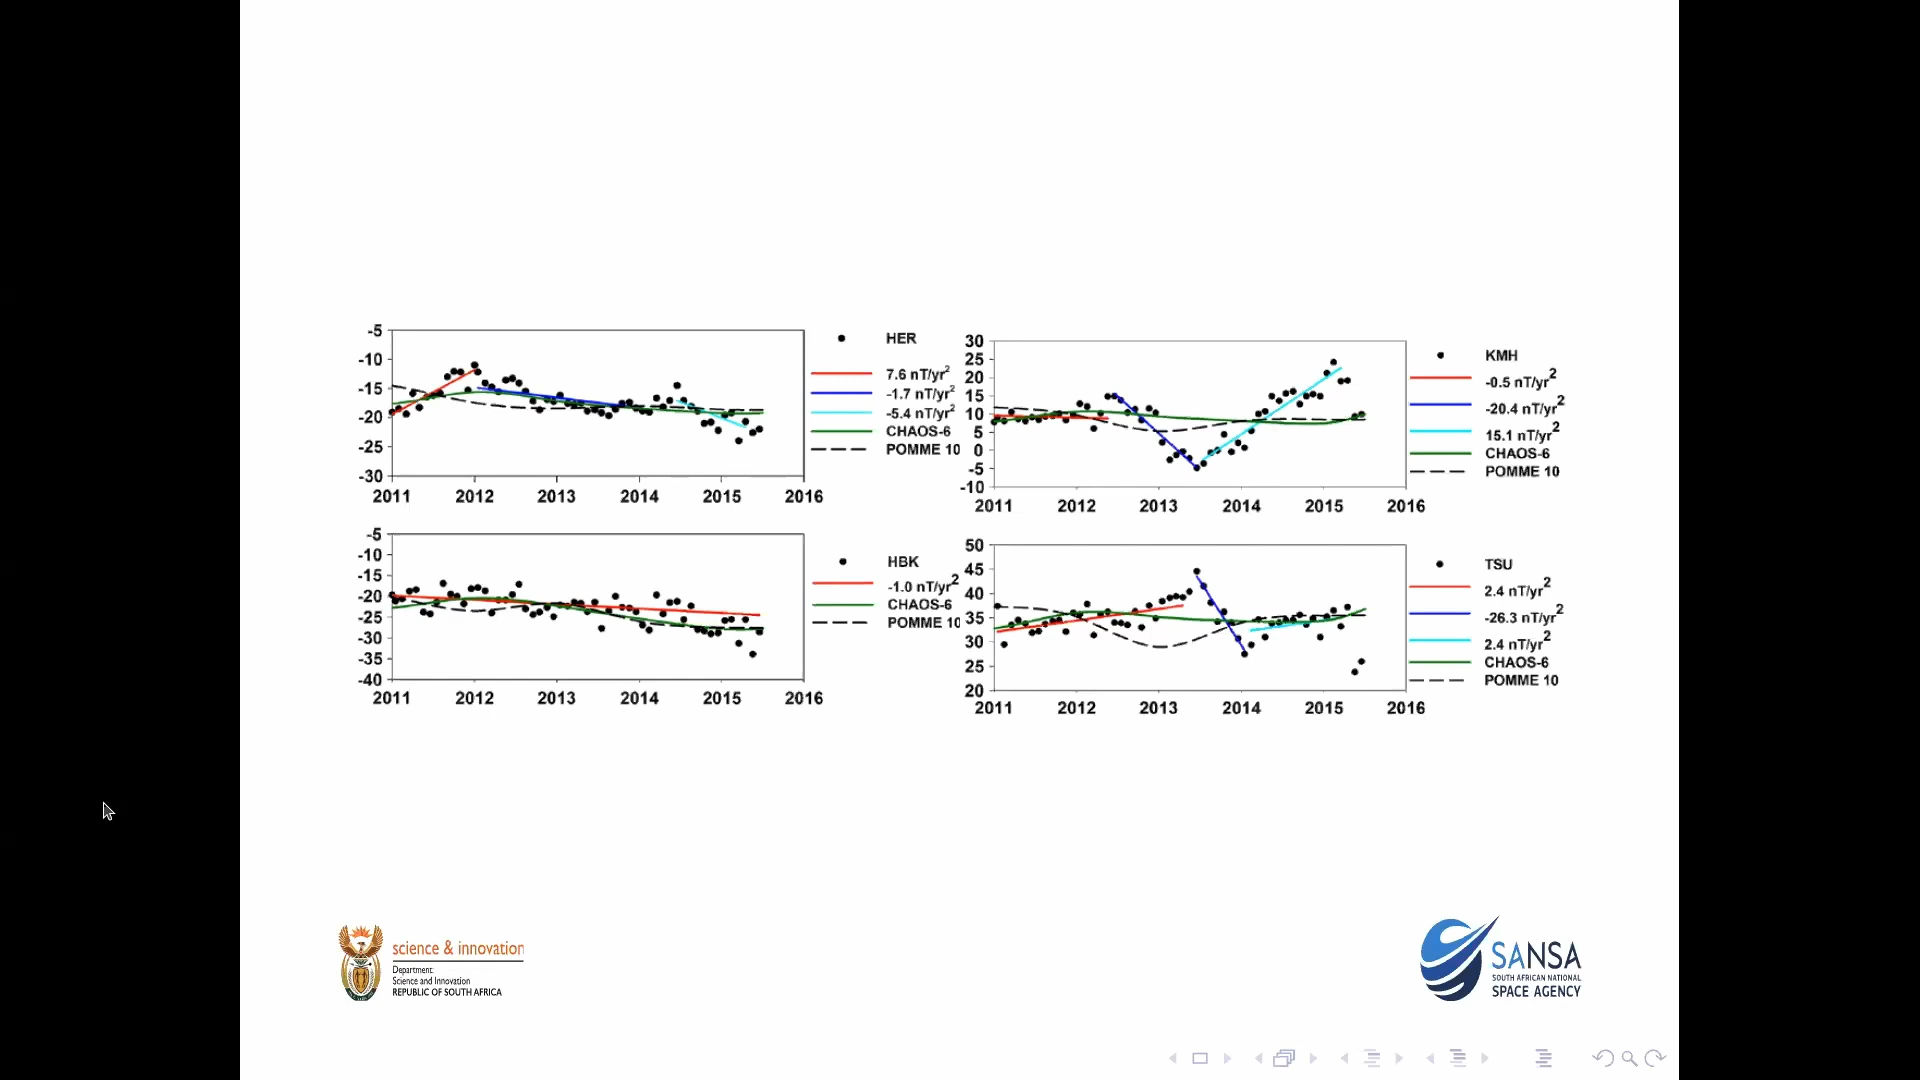 -5
-10
-15
-20
-25
-30
2011 2012 2013 2014 2015 2016
HER
7.6 nT/yr²
-1.7 nT/yr²
-5.4 nT/yr²
CHAOS-6
POMME 10
30
25
20
15
10
5
0
-5
-10
2011 2012 2013 2014 2015 2016
KMH
-0.5 nT/yr²
-20.4 nT/yr²
15.1 nT/yr²
CHAOS-6
POMME 10
-5
-10
-15
-20
-25
-30
-35
-40
2011 2012 2013 2014 2015 2016
HBK
-1.0 nT/yr²
CHAOS-6
POMME 10
50
45
40
35
30
25
20
2011 2012 2013 2014 2015 2016
TSU
2.4 nT/yr²
-26.3 nT/yr²
2.4 nT/yr²
CHAOS-6
POMME 10
science & innovation
Department:
Science and Innovation
REPUBLIC OF SOUTH AFRICA
SANSA
SOUTH AFRICAN NATIONAL
SPACE AGENCY